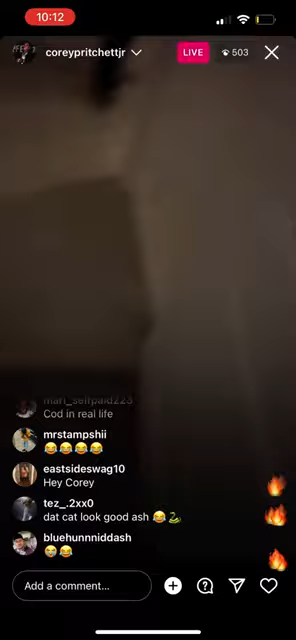 10:12
coreypritchettjr
LIVE
503
mari_selfpaid223
Cod in real life
mrstampshii
😂😂😂😂
eastsideswag10
Hey Corey
tez_.2xx0
dat cat look good ash 😂🐍
bluehunnniddash
😭😂
Add a comment...